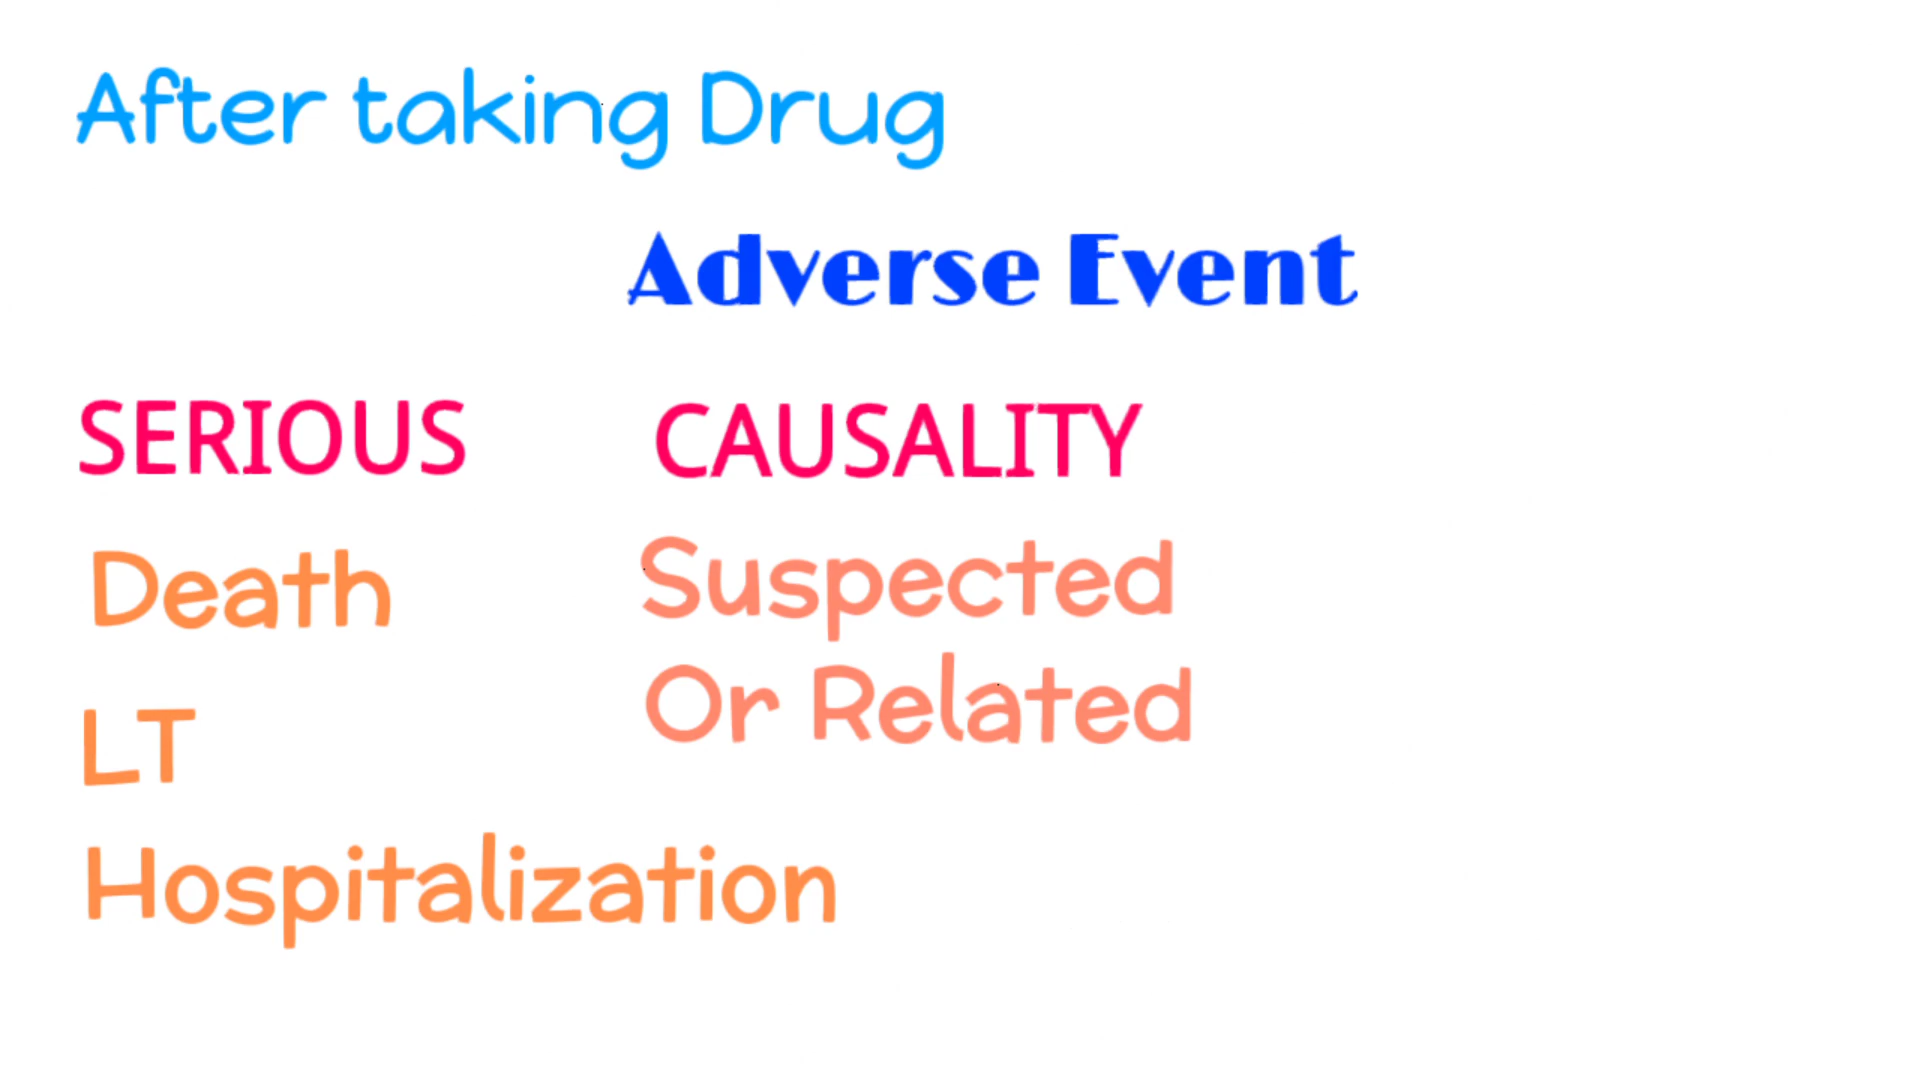 After taking Drug
Adverse Event
SERIOUS
CAUSALITY
Death
Suspected
Or Related
LT
Hospitalization